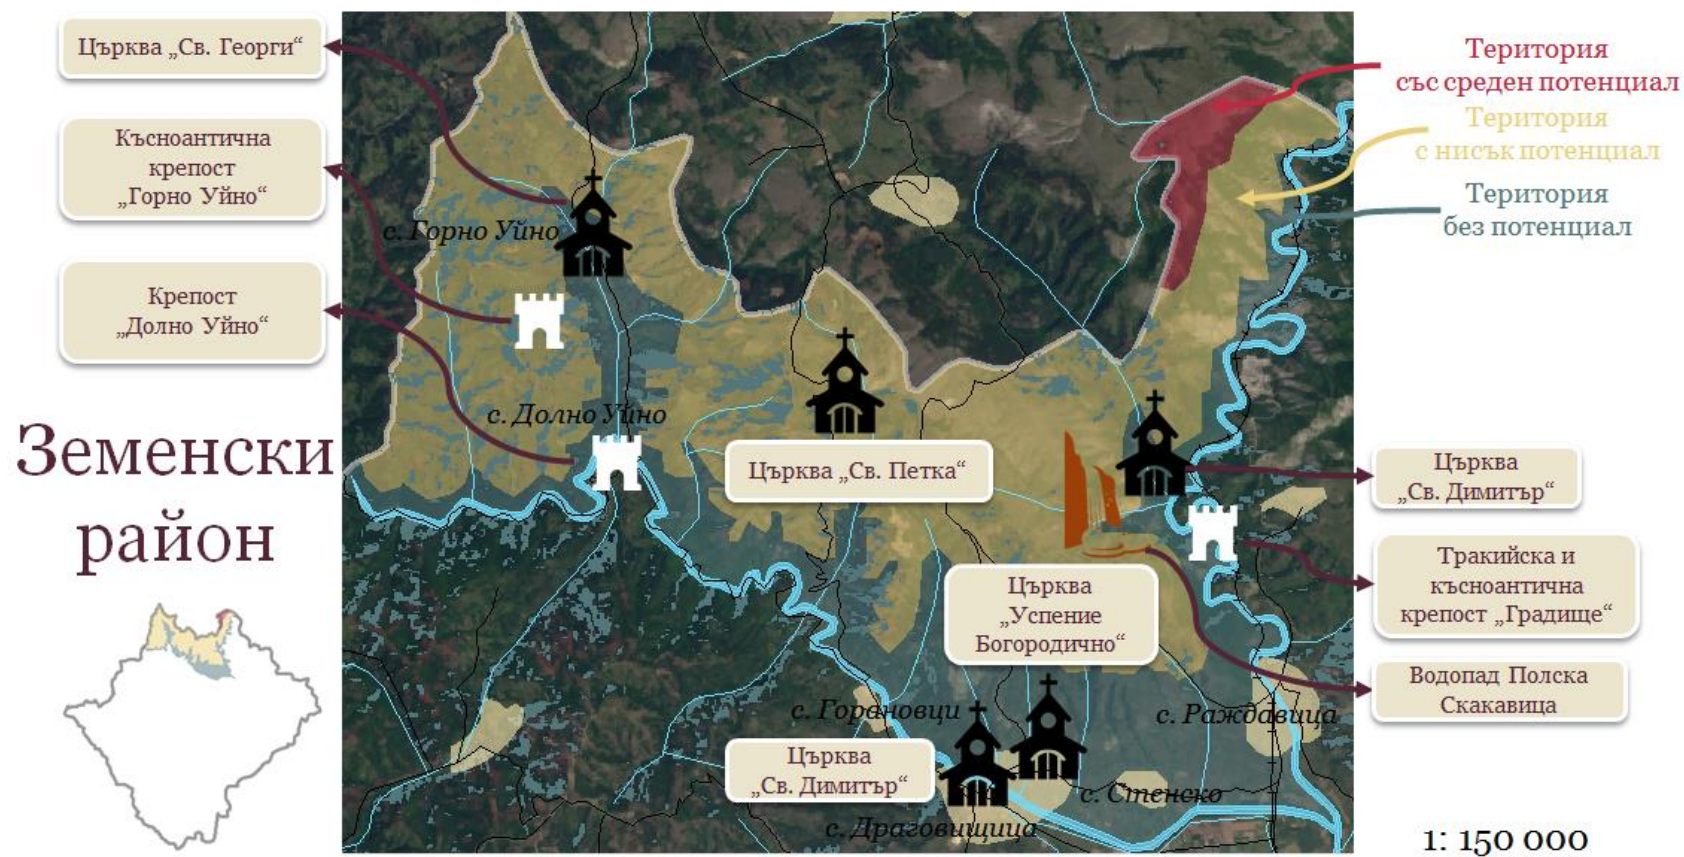 Църква „Св. Георги“
Късноантична
крепост
„Горно Уйно“
Крепост
„Долно Уйно“
Земенски
район
с. Горно Уйно
с. Долно Уйно
Църква „Св. Петка“
Църква
„Успение
Богородично“
с. Горановци
Църква
„Св. Димитър“
с. Драговищица
с. Стенско
с. Раждавица
Територия
със среден потенциал
Територия
с нисък потенциал
Територия
без потенциал
Църква
„Св. Димитър“
Тракийска и
късноантична
крепост „Градище“
Водопад Полска
Скакавица
1: 150 000